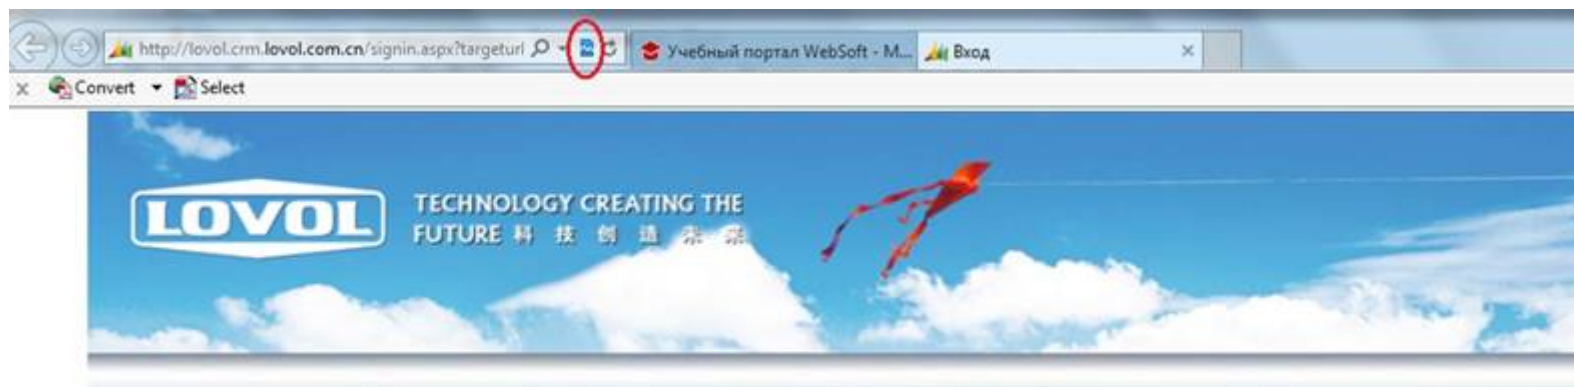 http://lovol.crm.lovol.com.cn/signin.aspx?targeturl
Учебный портал WebSoft - M...
Вход
x Convert Select
LOVOL
TECHNOLOGY CREATING THE
FUTURE 科技创造未来